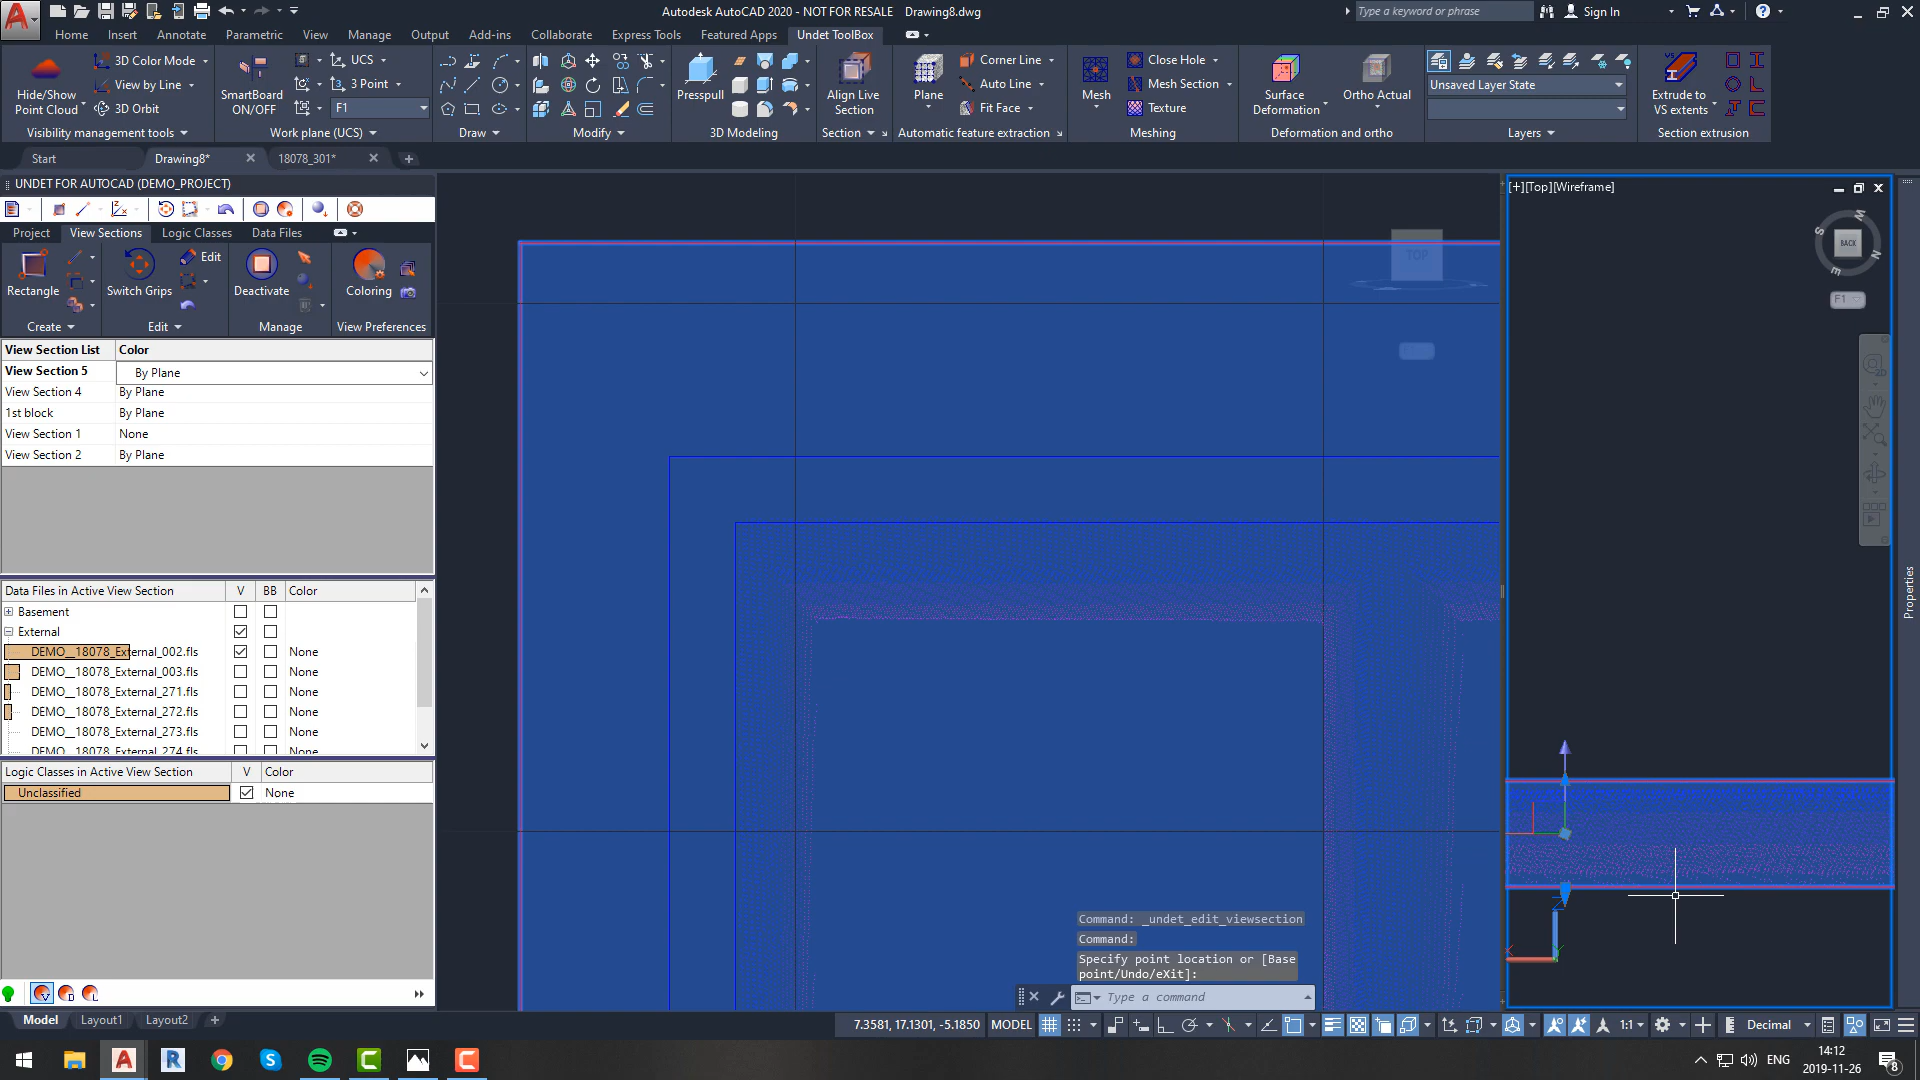 Autodesk AutoCAD 2020 - NOT FOR RESALE    Drawing8.dwg
Type a keyword or phrase
Sign In
Home Insert Annotate Parametric View Manage Output Add-ins Collaborate Express Tools Featured Apps Undet ToolBox
Hide/Show
Point Cloud
3D Color Mode
View by Line
3D Orbit
Visibility management tools
SmartBoard
ON/OFF
UCS
3 Point
F1
Work plane (UCS)
Draw
Modify
Presspull
3D Modeling
Align Live
Section
Section
Plane
Corner Line
Auto Line
Fit Face
Automatic feature extraction
Mesh
Close Hole
Mesh Section
Texture
Meshing
Surface
Deformation
Ortho Actual
Deformation and ortho
Unsaved Layer State
Layers
Extrude to
VS extents
Section extrusion
Start
Drawing8*
18078_301*
UNDET FOR AUTOCAD (DEMO_PROJECT)
Project View Sections Logic Classes Data Files
Rectangle
Create
Switch Grips
Edit
Edit
Deactivate
Manage
Coloring
View Preferences
View Section List Color
View Section 5 By Plane
View Section 4 By Plane
1st block By Plane
View Section 1 None
View Section 2 By Plane
Data Files in Active View Section V BB Color
Basement
External
DEMO__18078_External_002.fls None
DEMO__18078_External_003.fls None
DEMO__18078_External_271.fls None
DEMO__18078_External_272.fls None
DEMO__18078_External_273.fls None
DEMO__18078_External_274.fls None
Logic Classes in Active View Section V Color
Unclassified None
TOP
[+][Top][Wireframe]
S
W
BACK
N
E
F1
2D
Properties
X
Command: _undet_edit_viewsection
Command:
Specify point location or [Base
point/Undo/eXit]:
Type a command
Model Layout1 Layout2
7.3581, 17.1301, -5.1850 MODEL
1:1
Decimal
ENG
14:12
2019-11-26
8